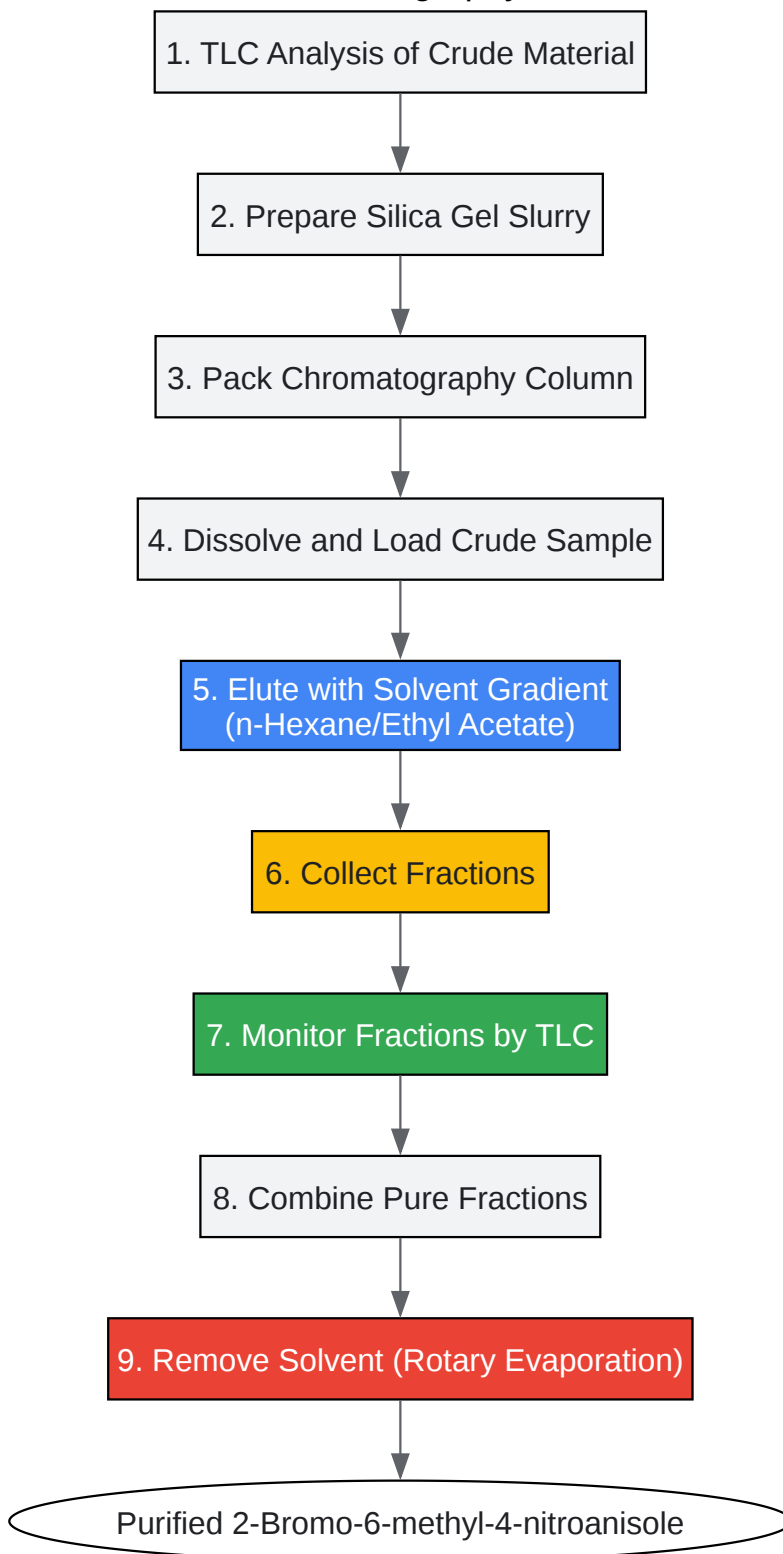 1. TLC Analysis of Crude Material
2. Prepare Silica Gel Slurry
3. Pack Chromatography Column
4. Dissolve and Load Crude Sample
5. Elute with Solvent Gradient
(n-Hexane/Ethyl Acetate)
6. Collect Fractions
7. Monitor Fractions by TLC
8. Combine Pure Fractions
9. Remove Solvent (Rotary Evaporation)
Purified 2-Bromo-6-methyl-4-nitroanisole